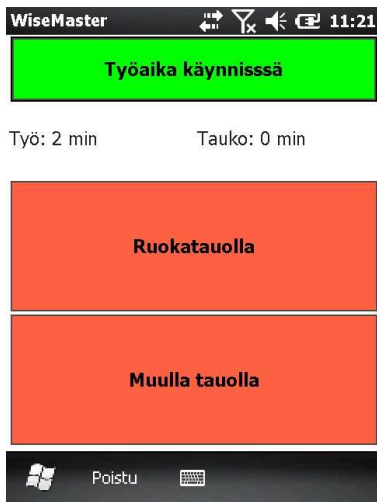 WiseMaster 11:21
Työaika käynnisssä
Työ: 2 min Tauko: 0 min
Ruokatauolla
Muulla tauolla
Poistu